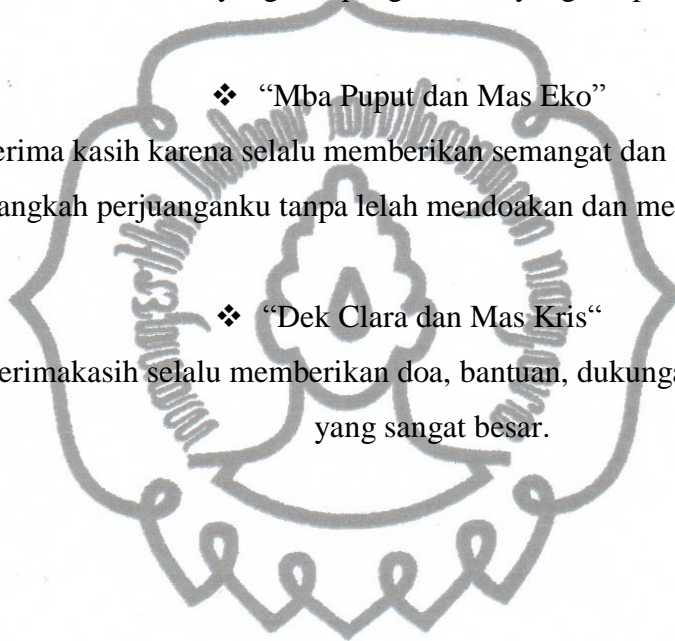 ❖ “Mba Puput dan Mas Eko”
erima kasih karena selalu memberikan semangat dan
angkah perjuanganku tanpa lelah mendoakan dan me
❖ “Dek Clara dan Mas Kris“
erimakasih selalu memberikan doa, bantuan, dukunga
yang sangat besar.